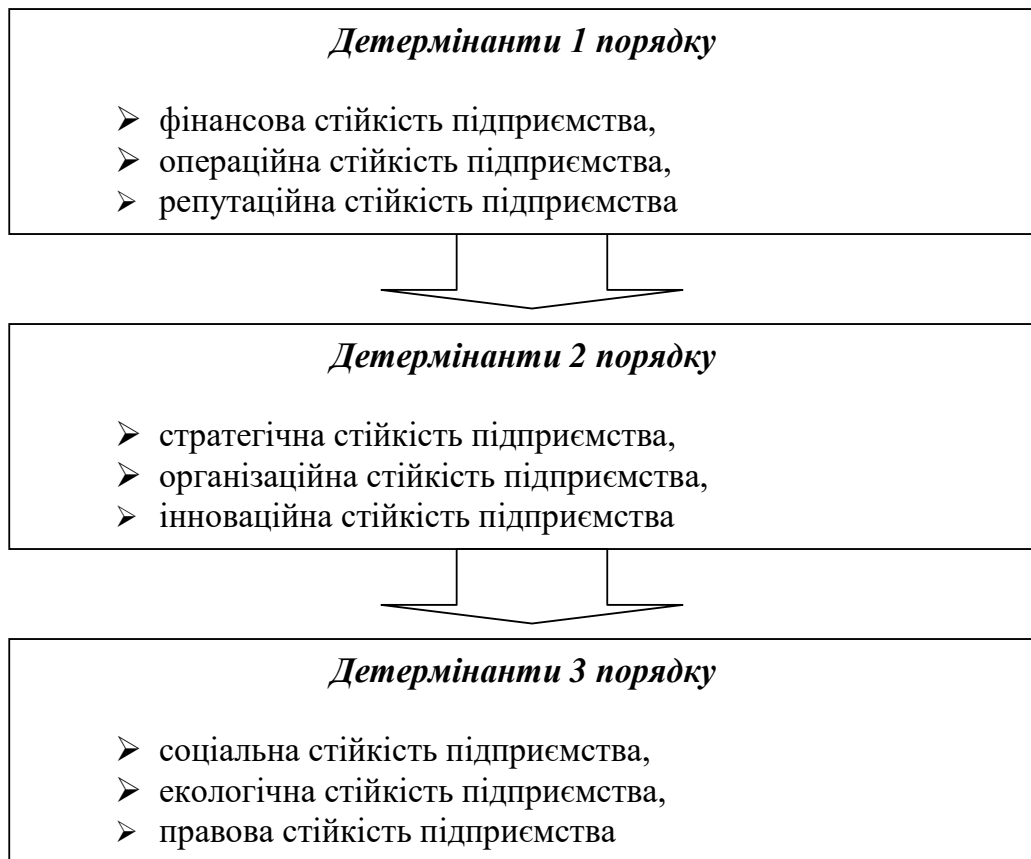 Детермінанти 1 порядку
➢ фінансова стійкість підприємства,
➢ операційна стійкість підприємства,
➢ репутаційна стійкість підприємства
Детермінанти 2 порядку
➢ стратегічна стійкість підприємства,
➢ організаційна стійкість підприємства,
➢ інноваційна стійкість підприємства
Детермінанти 3 порядку
➢ соціальна стійкість підприємства,
➢ екологічна стійкість підприємства,
➢ правова стійкість підприємства